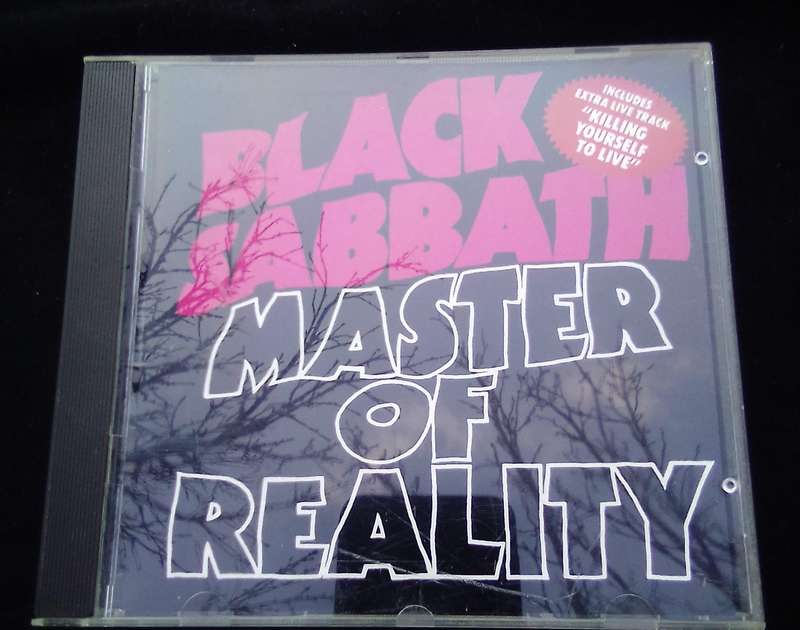 BLACK
SABBATH
INCLUDES
EXTRA LIVE TRACK
"KILLING
YOURSELF
TO LIVE"
MASTER
OF
REALITY